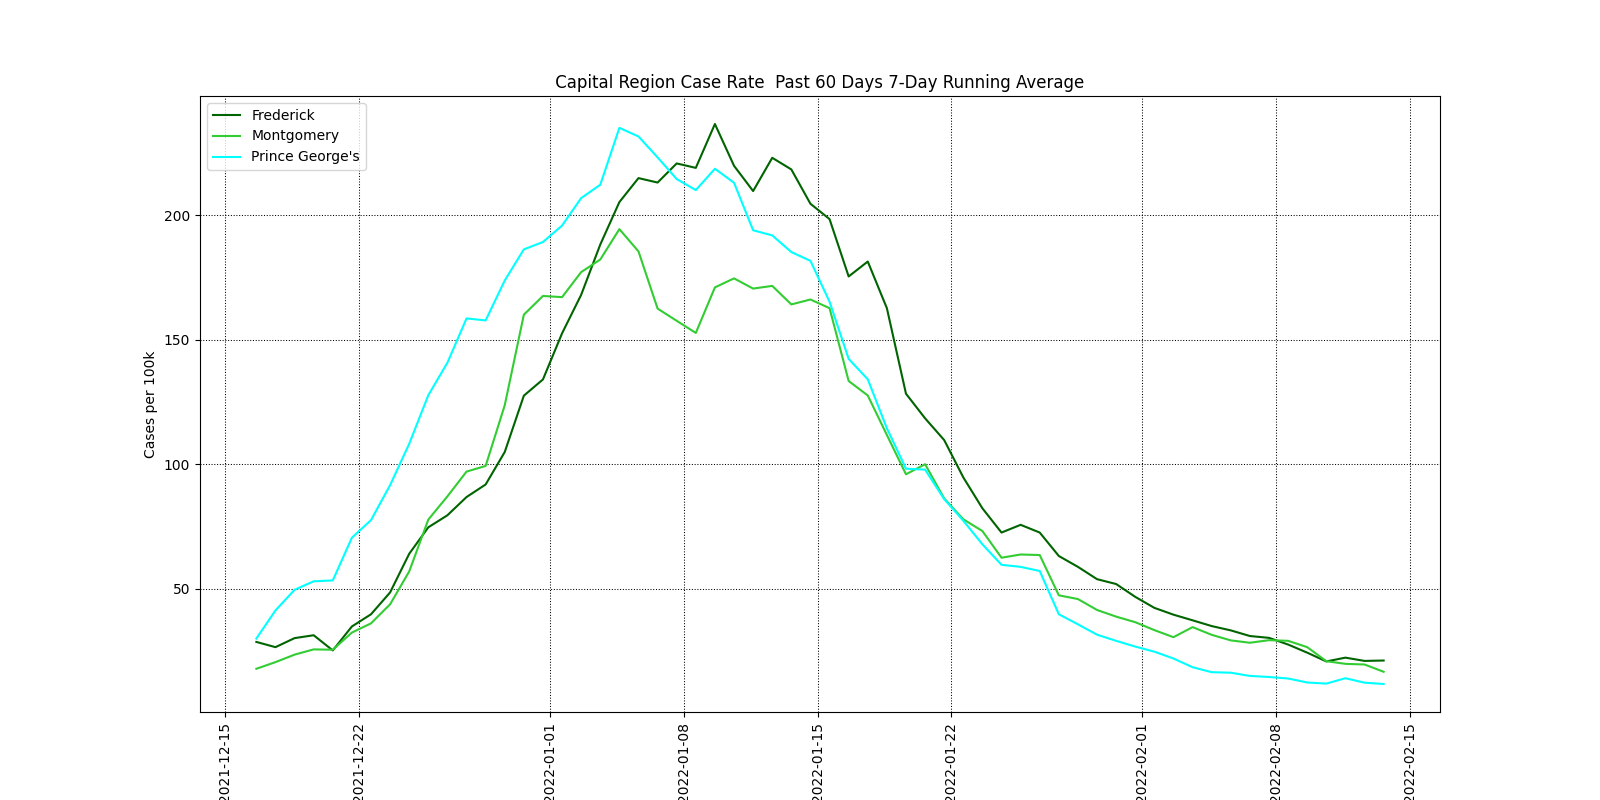 Capital Region Case Rate  Past 60 Days 7-Day Running Average
Frederick
Montgomery
Prince George's
Cases per 100k
200
150
100
50
2021-12-15
2021-12-22
2022-01-01
2022-01-08
2022-01-15
2022-01-22
2022-02-01
2022-02-08
2022-02-15